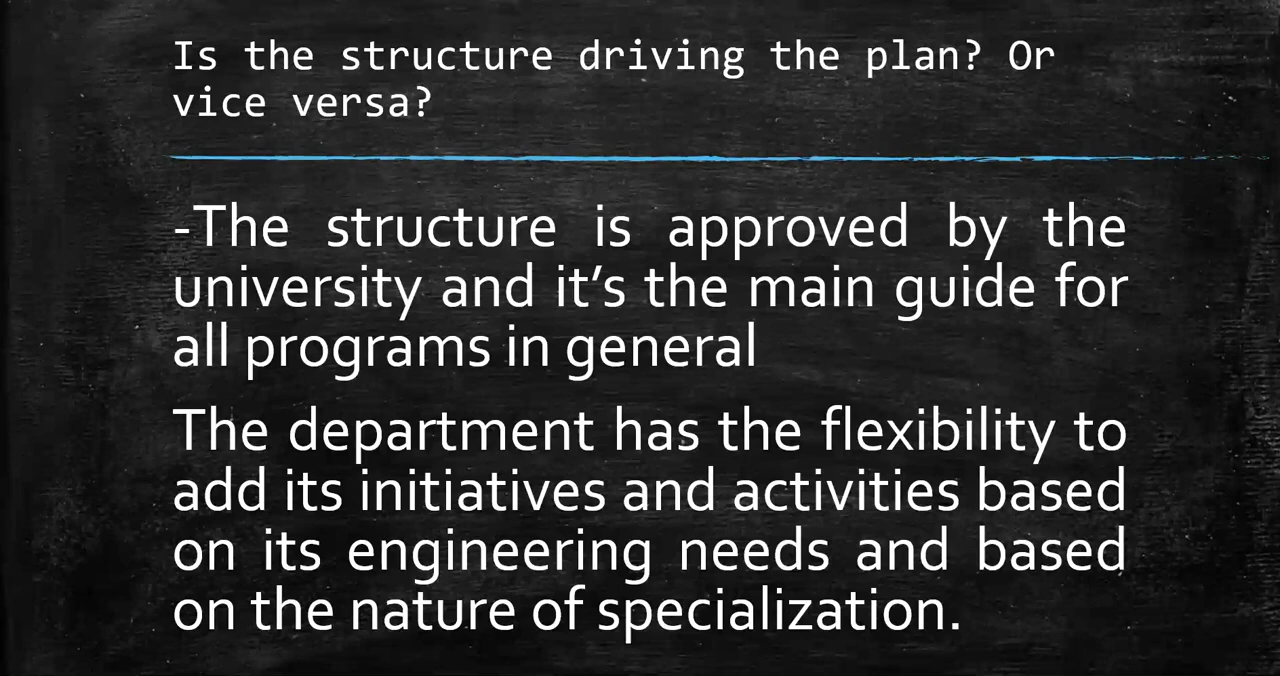 Is the structure driving the plan? Or
vice versa?
-The structure is approved by the
university and it’s the main guide for
all programs in general
The department has the flexibility to
add its initiatives and activities based
on its engineering needs and based
on the nature of specialization.